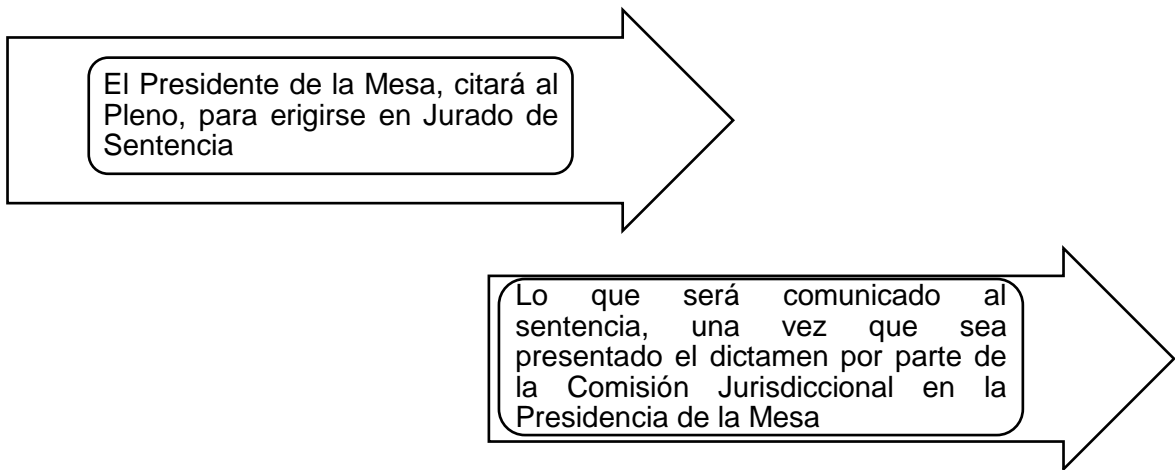 El Presidente de la Mesa, citará al
Pleno, para erigirse en Jurado de
Sentencia
Lo que será comunicado al
sentencia, una vez que sea
presentado el dictamen por parte de
la Comisión Jurisdiccional en la
Presidencia de la Mesa